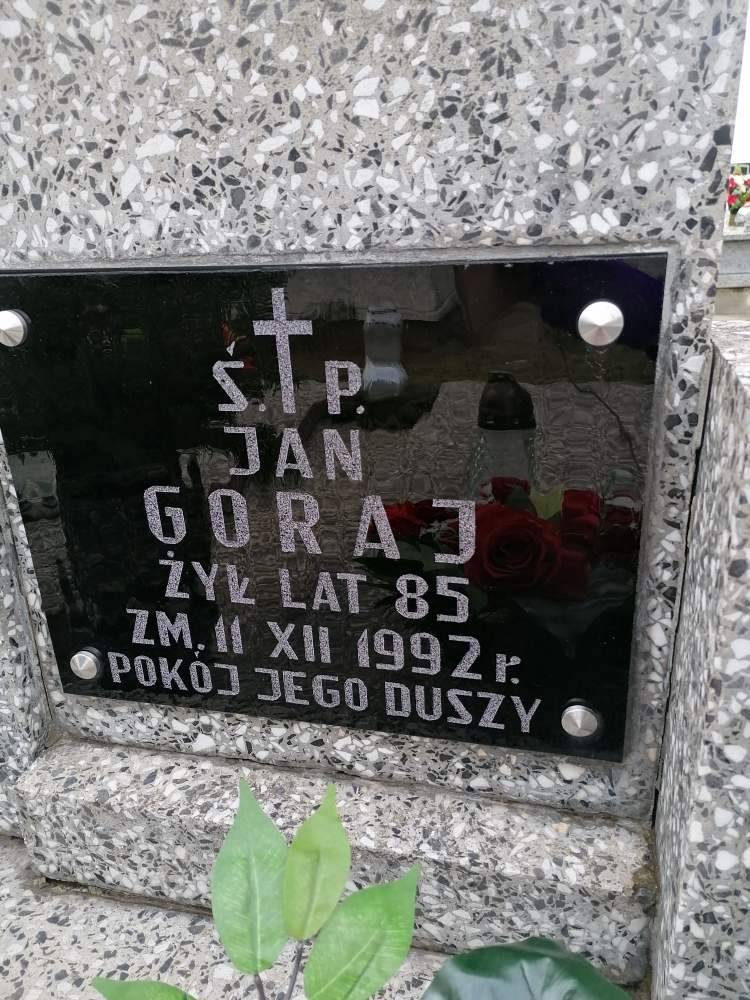 Ś. P.
JAN
GORAJ
ŻYŁ LAT 85
ZM. 11 XII 1992 r.
POKÓJ JEGO DUSZY